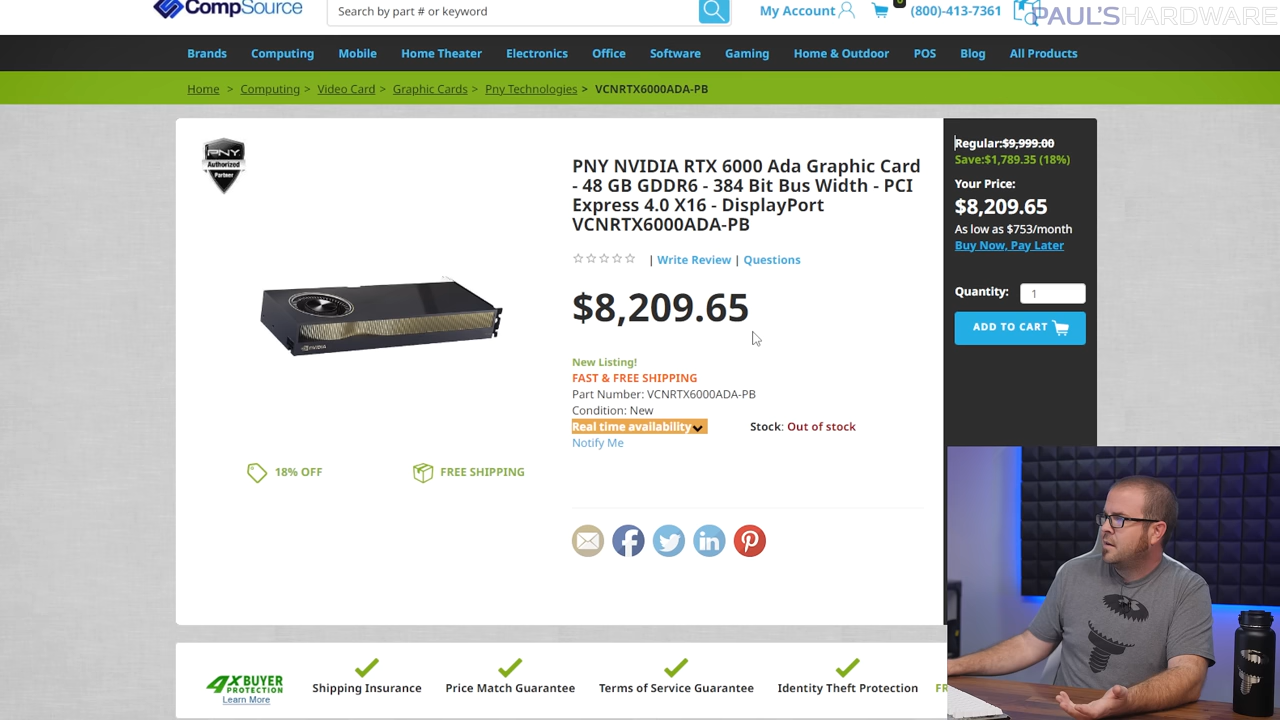 CompSource
Search by part # or keyword
My Account
(800)-413-7361
PAUL'SHARDWARE
Brands
Computing
Mobile
Home Theater
Electronics
Office
Software
Gaming
Home & Outdoor
POS
Blog
All Products
Home > Computing > Video Card > Graphic Cards > Pny Technologies > VCNRTX6000ADA-PB
PNY
Authorized
Partner
PNY NVIDIA RTX 6000 Ada Graphic Card
- 48 GB GDDR6 - 384 Bit Bus Width - PCI
Express 4.0 X16 - DisplayPort
VCNRTX6000ADA-PB
| Write Review | Questions
$8,209.65
New Listing!
FAST & FREE SHIPPING
Part Number: VCNRTX6000ADA-PB
Condition: New
Real time availability
Stock: Out of stock
Notify Me
NVIDIA
18% OFF
FREE SHIPPING
Regular:$9,999.00
Save:$1,789.35 (18%)
Your Price:
$8,209.65
As low as $753/month
Buy Now, Pay Later
Quantity: 1
ADD TO CART
4X BUYER
PROTECTION
Learn More
Shipping Insurance
Price Match Guarantee
Terms of Service Guarantee
Identity Theft Protection
FR